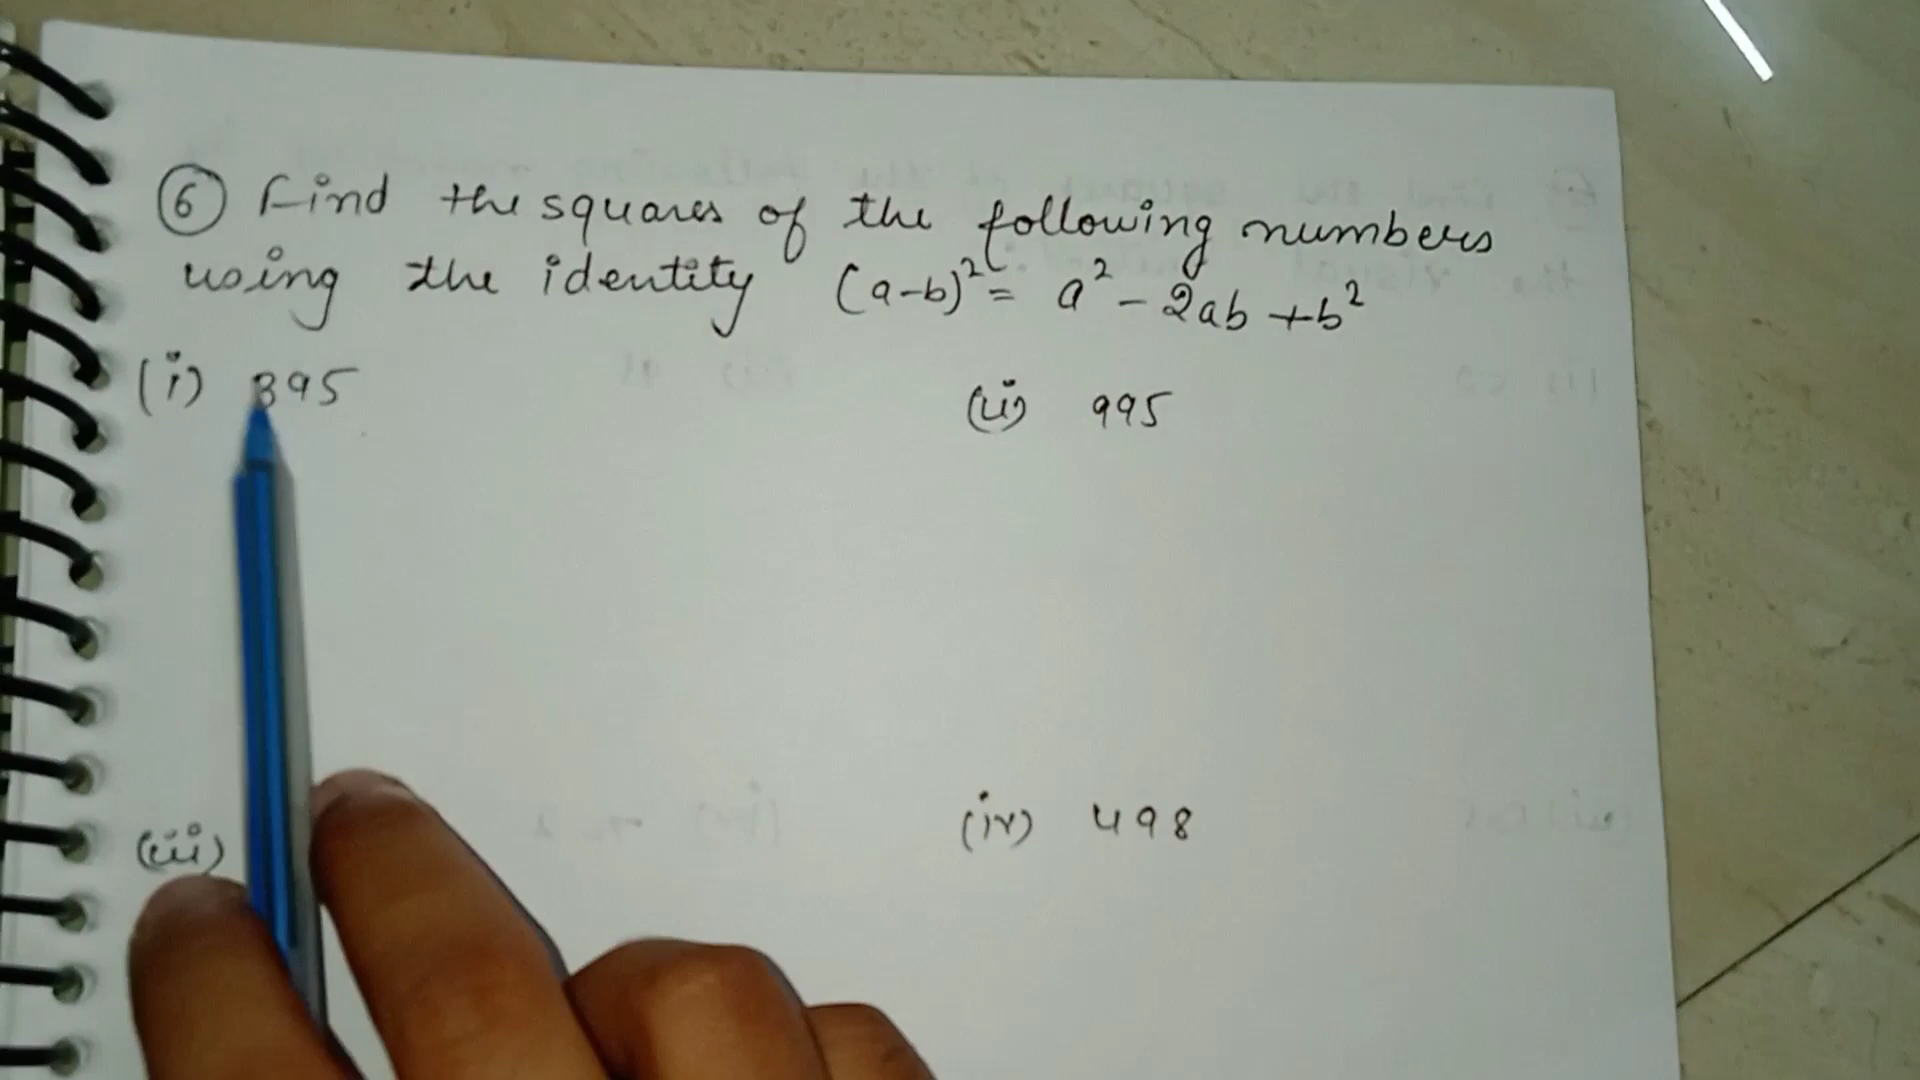 ⑥ Find the squares of the following numbers
using the identity (a-b)² = a² - 2ab + b²
(i) 395
(ii) 995
(iii)
(iv) 498